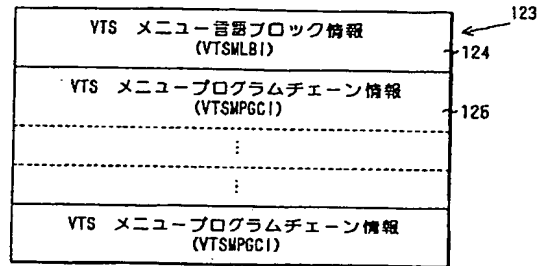 123
VTS メニュー言語ブロック情報
(VTSMLBI)
124
VTS メニュープログラムチェーン情報
(VTSMPGCI)
126
VTS メニュープログラムチェーン情報
(VTSMPGCI)